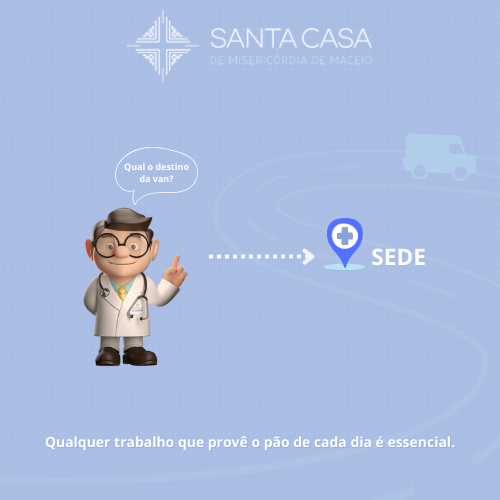 SANTA CASA
DE MISERICÓRDIA DE MACEIÓ
Qual o destino
da van?
SEDE
Qualquer trabalho que provê o pão de cada dia é essencial.